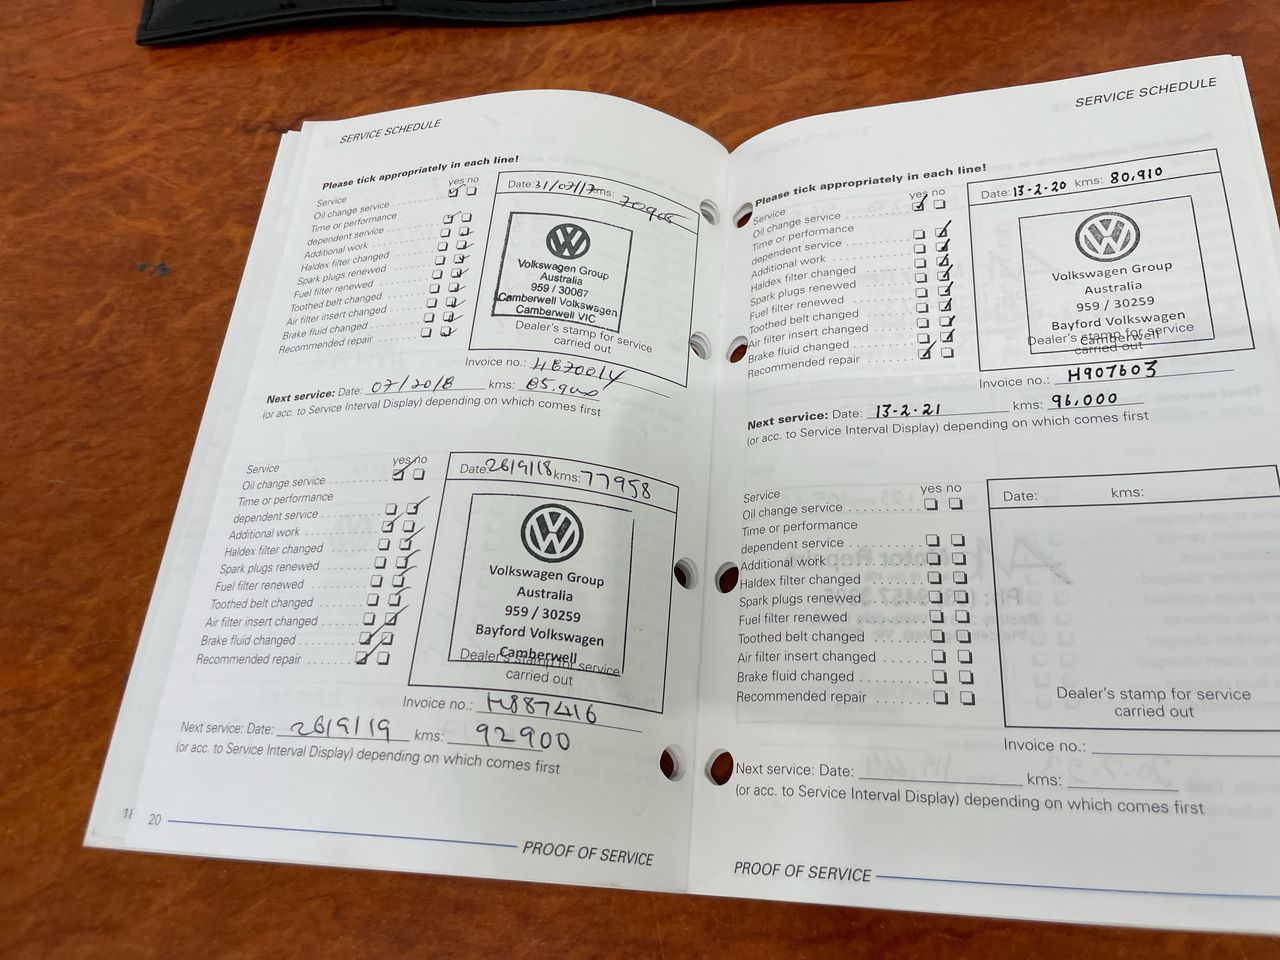 SERVICE SCHEDULE
Please tick appropriately in each line!
yes no
Service
Oil change service
Time or performance
dependent service
Additional work
Haldex filter changed
Spark plugs renewed
Fuel filter renewed
Toothed belt changed
Air filter insert changed
Brake fluid changed
Recommended repair
Date: 31/07/17 kms:
Volkswagen Group
Australia
959 / 30067
Camberwell Volkswagen
Camberwell VIC
Dealer's stamp for service
carried out
Invoice no.:
Next service: Date: 07/2018 kms:
(or acc. to Service Interval Display) depending on which comes first
yes no
Service
Oil change service
Time or performance
dependent service
Additional work
Haldex filter changed
Spark plugs renewed
Fuel filter renewed
Toothed belt changed
Air filter insert changed
Brake fluid changed
Recommended repair
Date: 26/9/18 kms: 77958
Volkswagen Group
Australia
959 / 30259
Bayford Volkswagen
Camberwell
Dealer's stamp for service
carried out
Invoice no.: H887416
Next service: Date: 26/9/19 kms: 92900
(or acc. to Service Interval Display) depending on which comes first
18
20
PROOF OF SERVICE
SERVICE SCHEDULE
Please tick appropriately in each line!
yes no
Service
Oil change service
Time or performance
dependent service
Additional work
Haldex filter changed
Spark plugs renewed
Fuel filter renewed
Toothed belt changed
Air filter insert changed
Brake fluid changed
Recommended repair
Date: 13-2-20 kms: 80,910
Volkswagen Group
Australia
959 / 30259
Bayford Volkswagen
Camberwell
Dealer's stamp for service
carried out
Invoice no.: H907603
Next service: Date: 13-2-21 kms: 96,000
(or acc. to Service Interval Display) depending on which comes first
yes no
Service
Oil change service
Time or performance
dependent service
Additional work
Haldex filter changed
Spark plugs renewed
Fuel filter renewed
Toothed belt changed
Air filter insert changed
Brake fluid changed
Recommended repair
Date: kms:
Dealer's stamp for service
carried out
Invoice no.:
Next service: Date: kms:
(or acc. to Service Interval Display) depending on which comes first
PROOF OF SERVICE